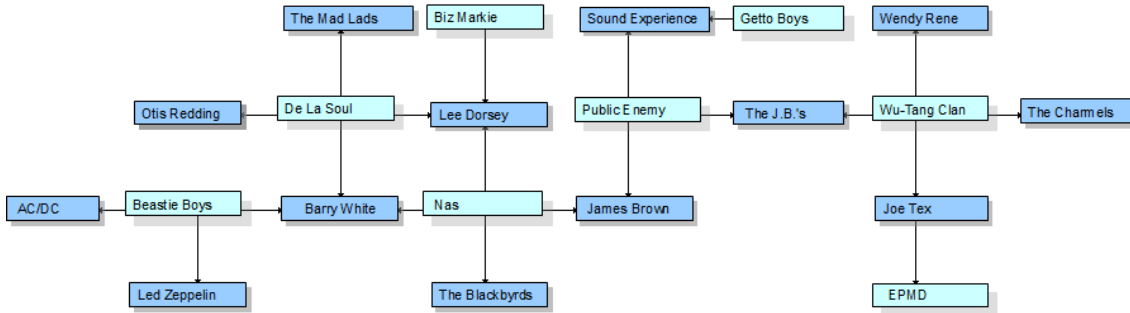 The Mad Lads
Biz Markie
Sound Experience
Getto Boys
Wendy Rene
Otis Redding
De La Soul
Lee Dorsey
Public Enemy
The J.B.'s
Wu-Tang Clan
The Charmels
AC/DC
Beastie Boys
Barry White
Nas
James Brown
Joe Tex
Led Zeppelin
The Blackbyrds
EPMD